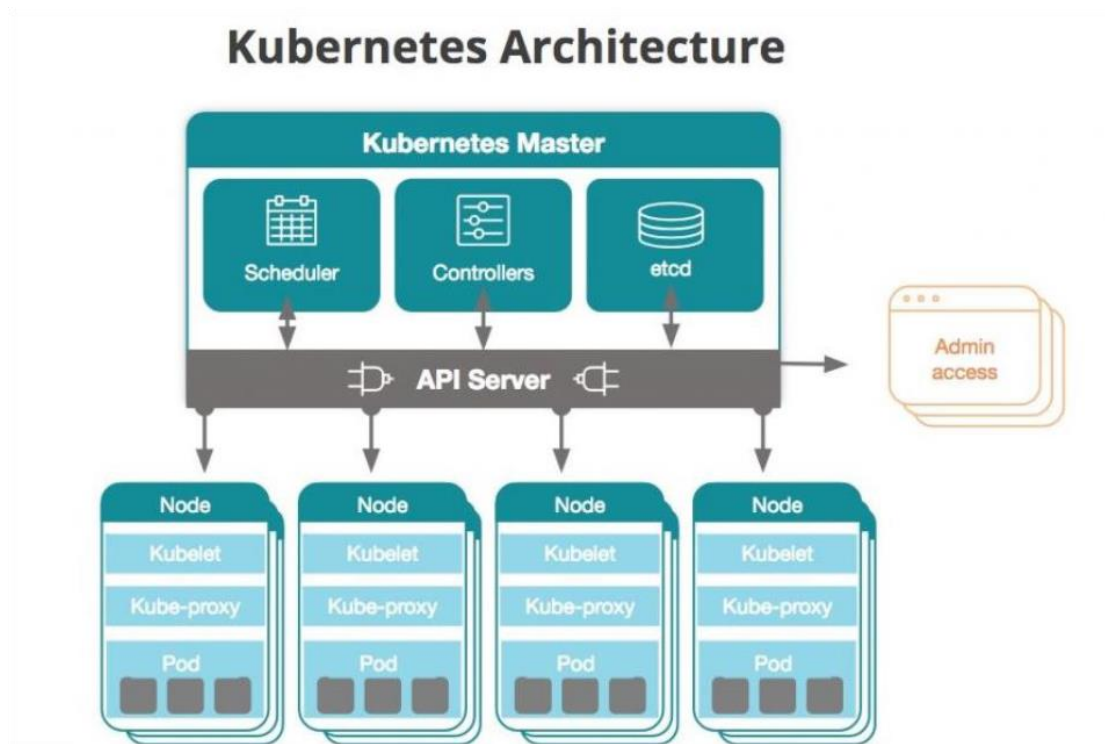 Kubernetes Architecture
Kubernetes Master
Scheduler
Controllers
etcd
API Server
Admin
access
Node
Kubelet
Kube-proxy
Pod
Node
Kubelet
Kube-proxy
Pod
Node
Kubelet
Kube-proxy
Pod
Node
Kubelet
Kube-proxy
Pod